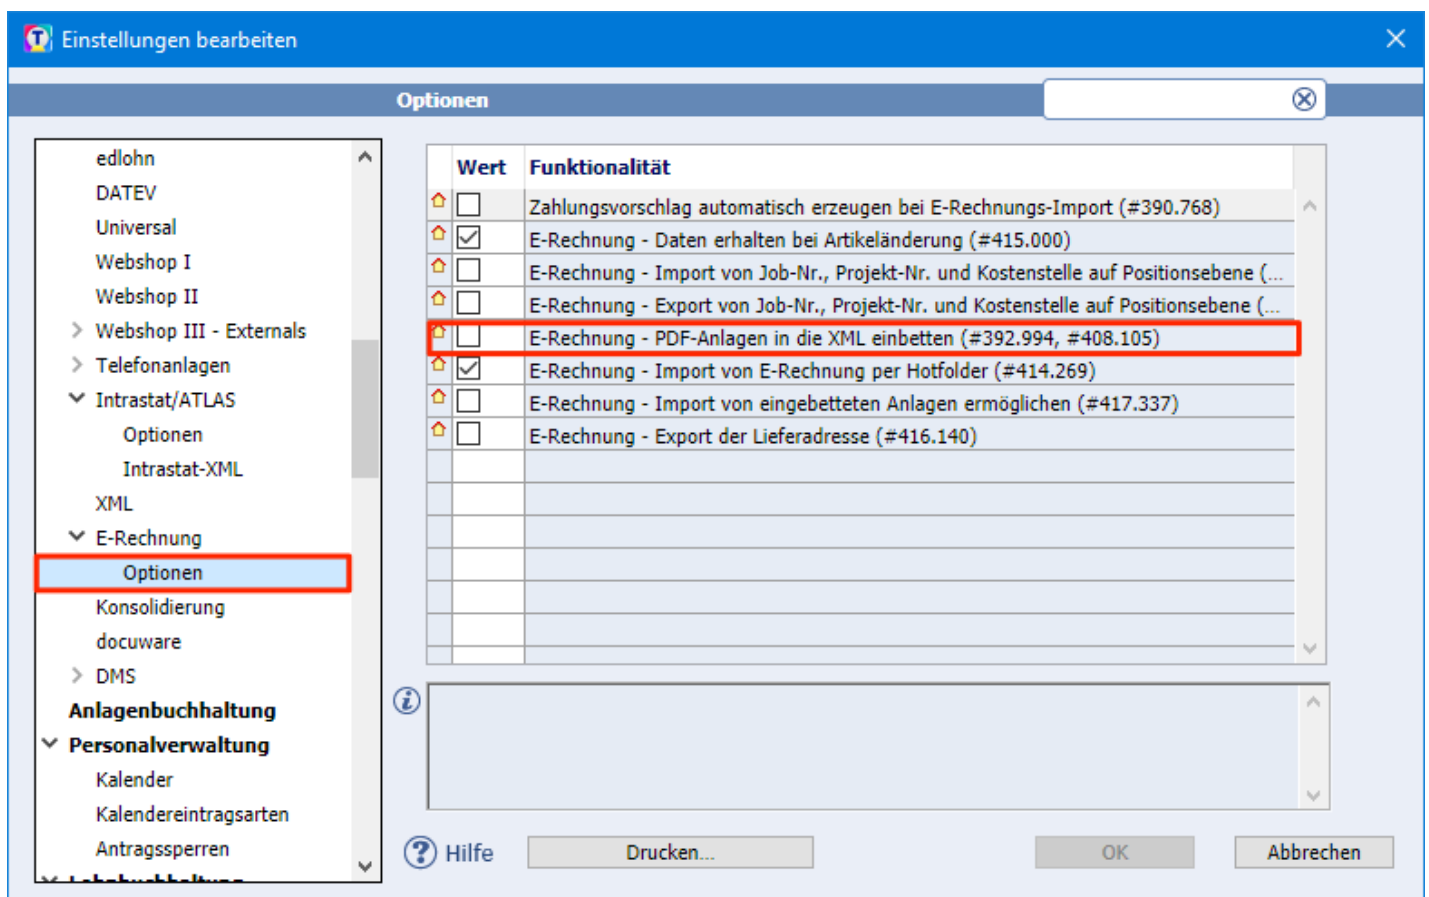 Einstellungen bearbeiten
Optionen
edlohn
DATEV
Universal
Webshop I
Webshop II
Webshop III - Externals
Telefonanlagen
Intrastat/ATLAS
Optionen
Intrastat-XML
XML
E-Rechnung
Optionen
Konsolidierung
docuware
DMS
Anlagenbuchhaltung
Personalverwaltung
Kalender
Kalendereintragsarten
Antragssperren
Wert Funktionalität
Zahlungsvorschlag automatisch erzeugen bei E-Rechnungs-Import (#390.768)
E-Rechnung - Daten erhalten bei Artikeländerung (#415.000)
E-Rechnung - Import von Job-Nr., Projekt-Nr. und Kostenstelle auf Positionsebene (...
E-Rechnung - Export von Job-Nr., Projekt-Nr. und Kostenstelle auf Positionsebene (...
E-Rechnung - PDF-Anlagen in die XML einbetten (#392.994, #408.105)
E-Rechnung - Import von E-Rechnung per Hotfolder (#414.269)
E-Rechnung - Import von eingebetteten Anlagen ermöglichen (#417.337)
E-Rechnung - Export der Lieferadresse (#416.140)
Hilfe
Drucken...
OK
Abbrechen